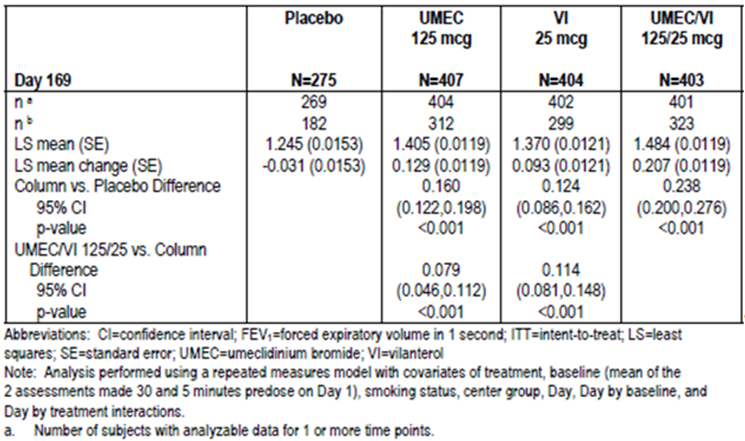 Placebo UMEC 125 mcg VI 25 mcg UMEC/VI 125/25 mcg
Day 169 N=275 N=407 N=404 N=403
n a 269 404 402 401
n b 182 312 299 323
LS mean (SE) 1.245 (0.0153) 1.405 (0.0119) 1.370 (0.0121) 1.484 (0.0119)
LS mean change (SE) -0.031 (0.0153) 0.129 (0.0119) 0.093 (0.0121) 0.207 (0.0119)
Column vs. Placebo Difference 0.160 0.124 0.238
95% CI (0.122,0.198) (0.086,0.162) (0.200,0.276)
p-value <0.001 <0.001 <0.001
UMEC/VI 125/25 vs. Column
Difference 0.079 0.114
95% CI (0.046,0.112) (0.081,0.148)
p-value <0.001 <0.001
Abbreviations: CI=confidence interval; FEV₁=forced expiratory volume in 1 second; ITT=intent-to-treat; LS=least
squares; SE=standard error; UMEC=umeclidinium bromide; VI=vilanterol
Note: Analysis performed using a repeated measures model with covariates of treatment, baseline (mean of the
2 assessments made 30 and 5 minutes predose on Day 1), smoking status, center group, Day, Day by baseline, and
Day by treatment interactions.
a. Number of subjects with analyzable data for 1 or more time points.